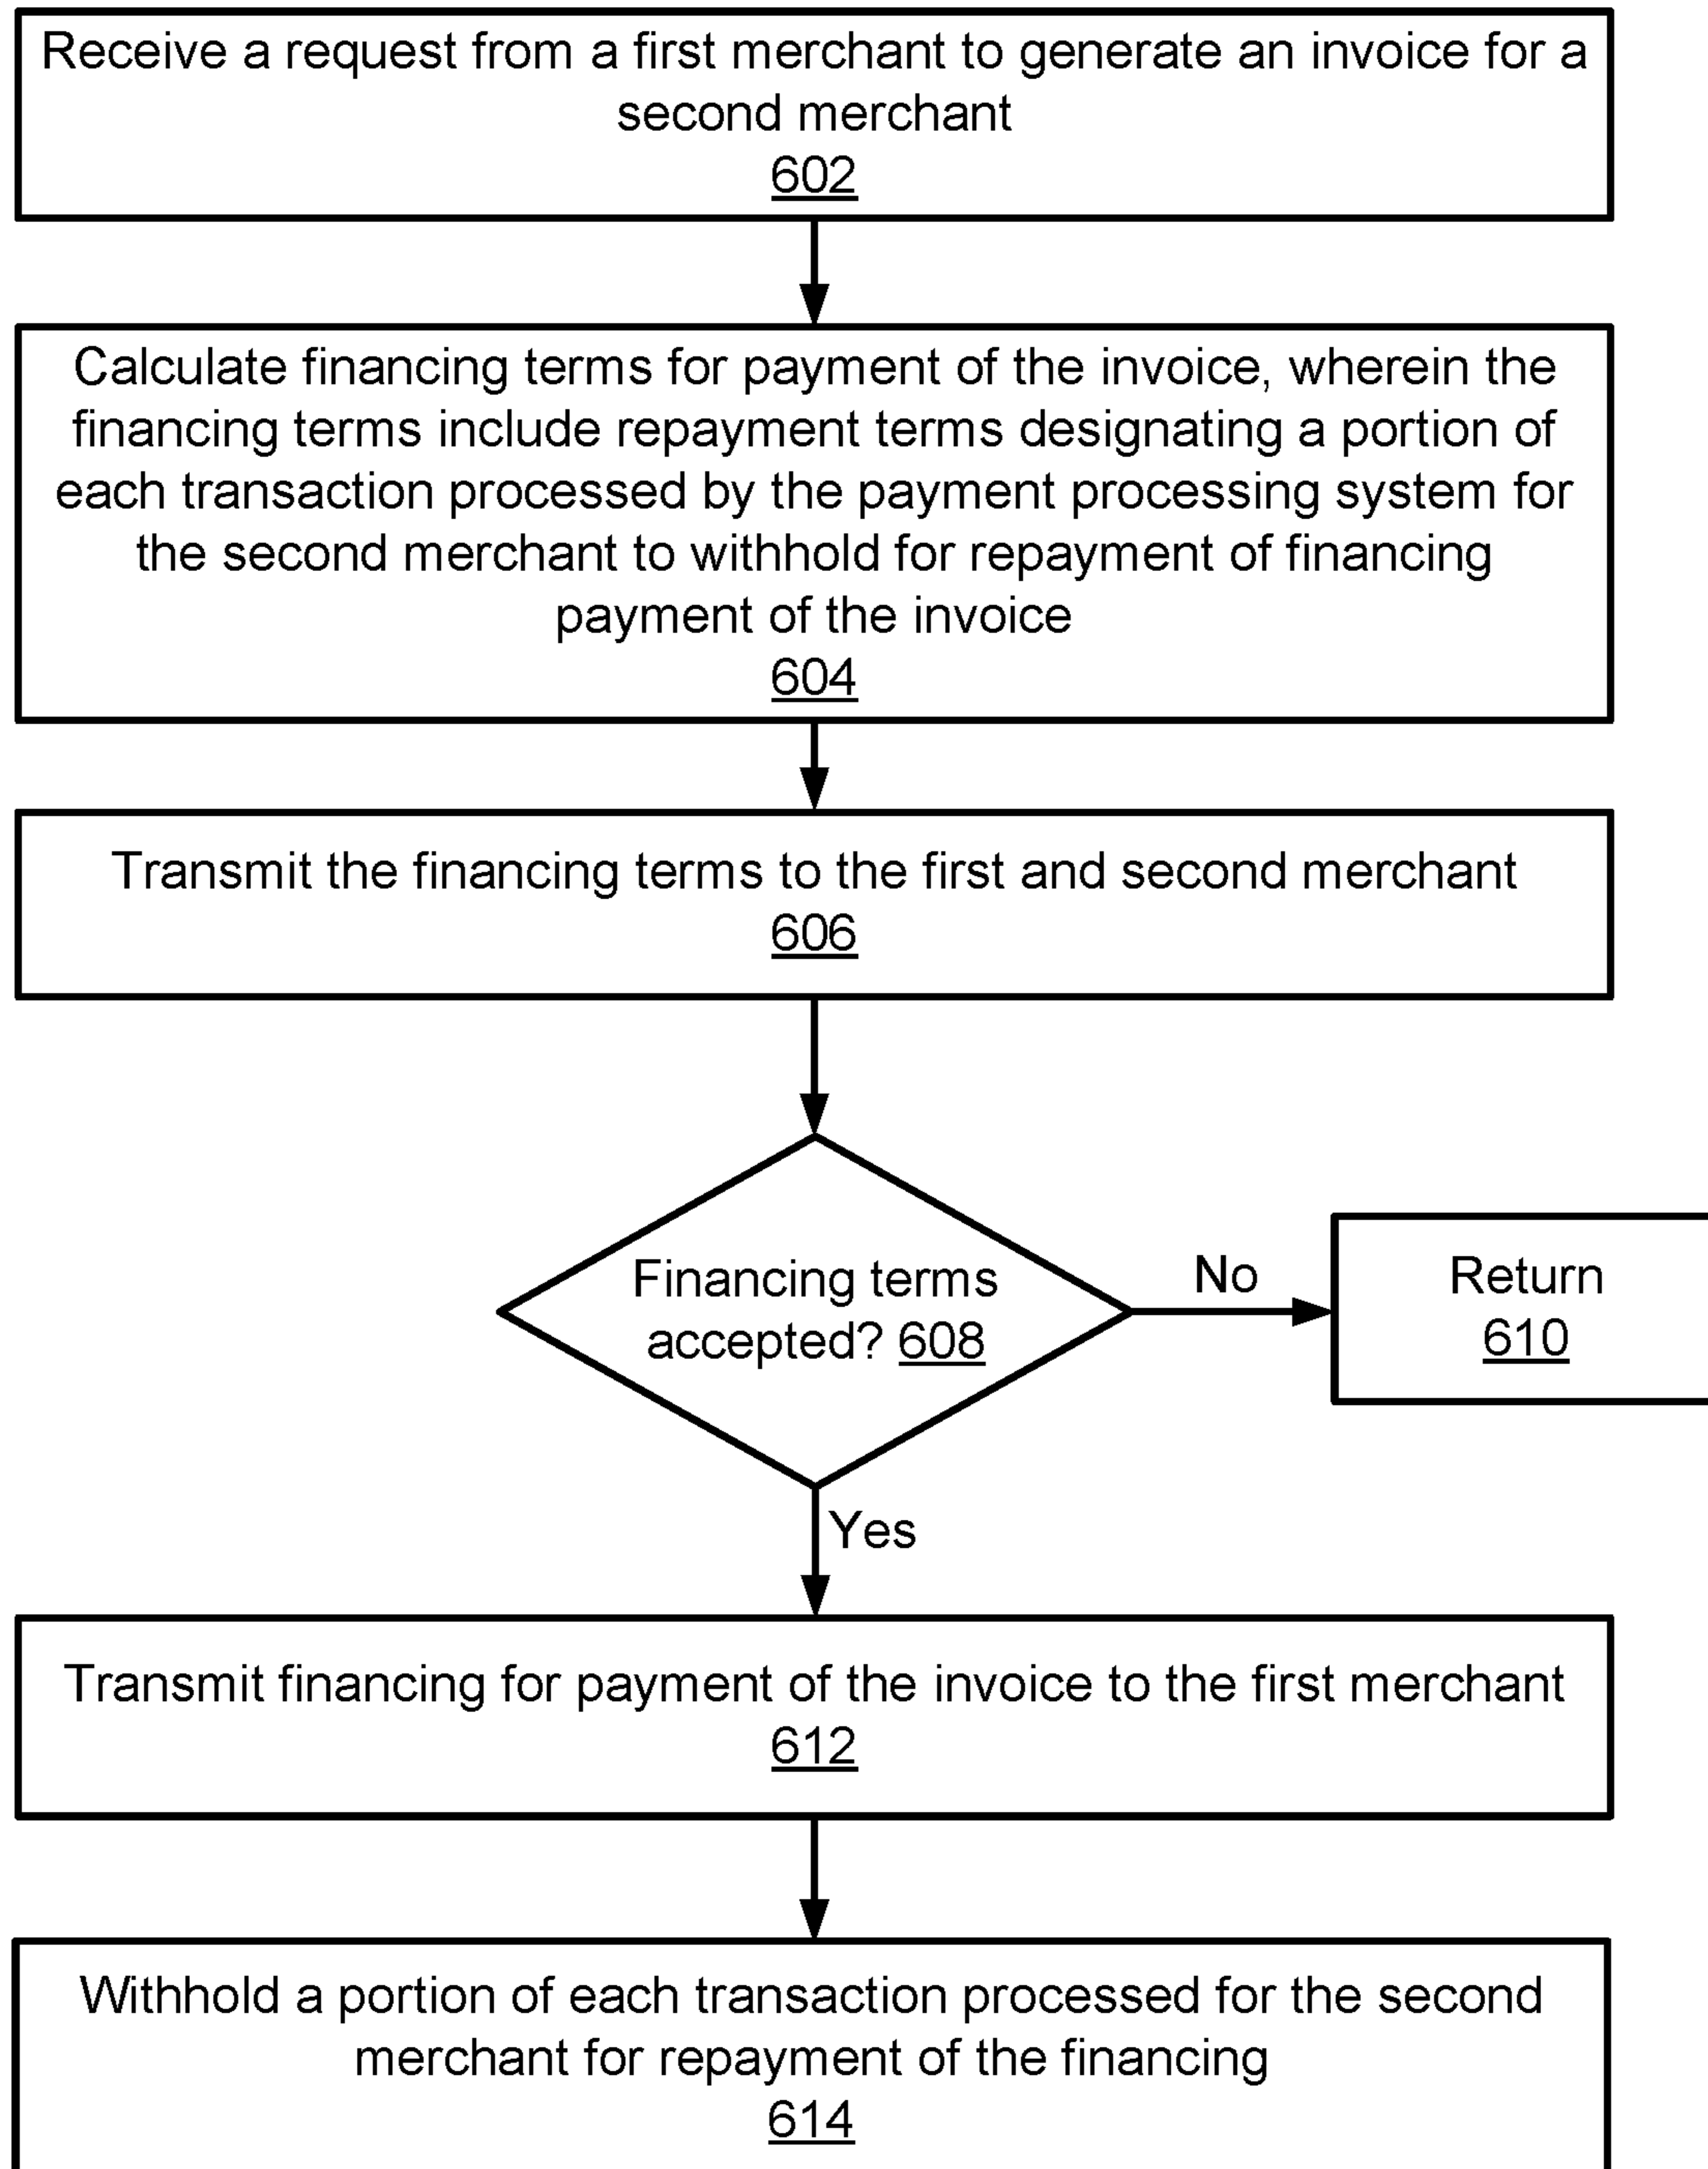 Receive a request from a first merchant to generate an invoice for a
second merchant
602
Calculate financing terms for payment of the invoice, wherein the
financing terms include repayment terms designating a portion of
each transaction processed by the payment processing system for
the second merchant to withhold for repayment of financing
payment of the invoice
604
Transmit the financing terms to the first and second merchant
606
Financing terms
accepted? 608
No
Return
610
Yes
Transmit financing for payment of the invoice to the first merchant
612
Withhold a portion of each transaction processed for the second
merchant for repayment of the financing
614